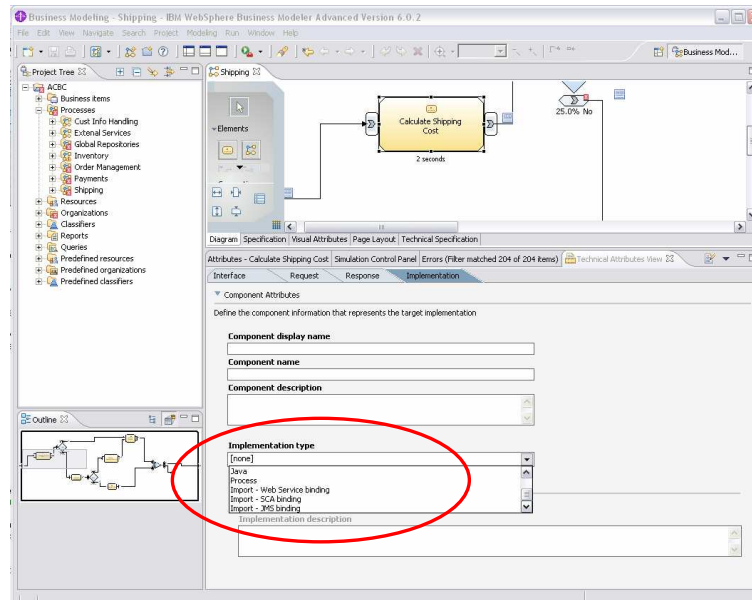 Business Modeling - Shipping - IBM WebSphere Business Modeler Advanced Version 6.0.2
File Edit View Navigate Search Project Modeling Run Window Help
Business Mod...
Project Tree
Shipping
ACBC
Business items
Processes
Cust Info Handling
Extenal Services
Global Repositories
Inventory
Order Management
Payments
Shipping
Resources
Organizations
Classifiers
Reports
Queries
Predefined resources
Predefined organizations
Predefined classifiers
Elements
Calculate Shipping
Cost
2 seconds
25.0% No
Diagram Specification Visual Attributes Page Layout Technical Specification
Attributes - Calculate Shipping Cost Simulation Control Panel Errors (Filter matched 204 of 204 items) Technical Attributes View
Interface Request Response Implementation
Component Attributes
Define the component information that represents the target implementation
Component display name
Component name
Component description
Outline
Implementation type
[none]
Java
Process
Import - Web Service binding
Import - SCA binding
Import - JMS binding
Implementation description